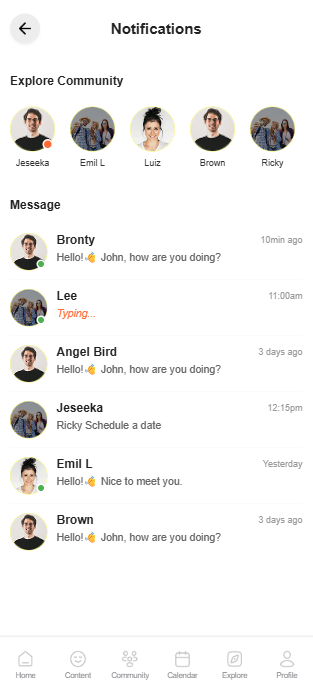 Notifications
Explore Community
Jeseeka Emil L Luiz Brown Ricky
Message
Bronty 10min ago
Hello!👋 John, how are you doing?
Lee 11:00am
Typing...
Angel Bird 3 days ago
Hello!👋 John, how are you doing?
Jeseeka 12:15pm
Ricky Schedule a date
Emil L Yesterday
Hello!👋 Nice to meet you.
Brown 3 days ago
Hello!👋 John, how are you doing?
Home Content Community Calendar Explore Profile